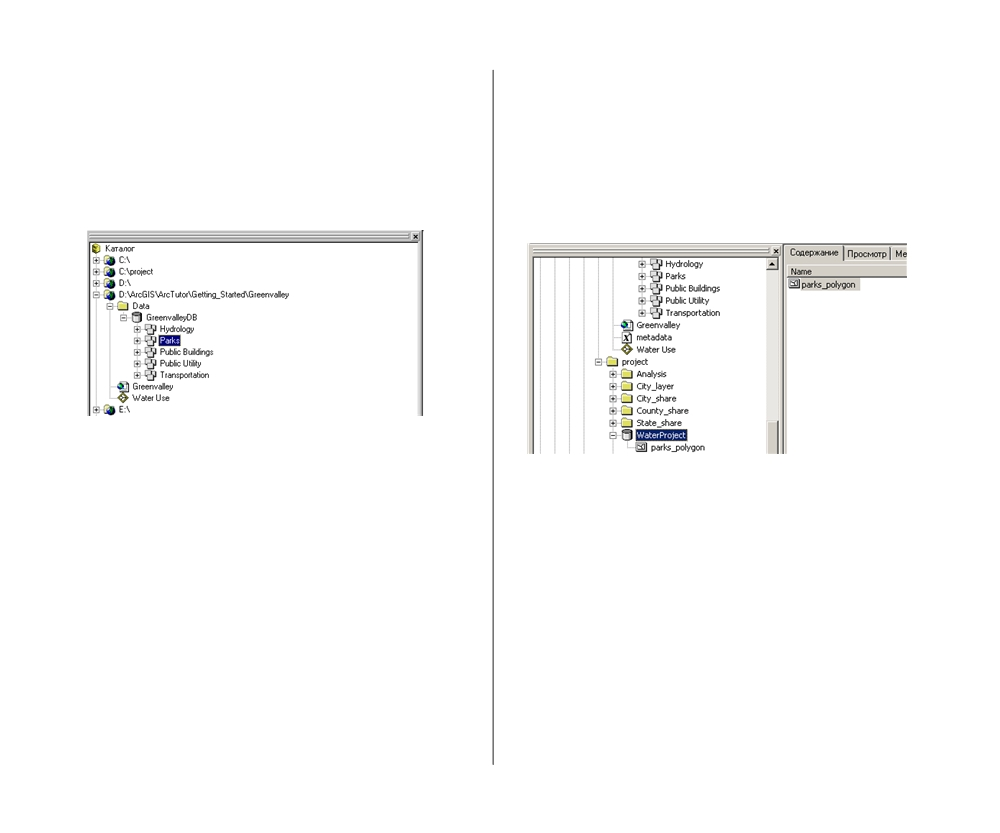 Каталог
C:\
C:\project
D:\
D:\ArcGIS\ArcTutor\Getting_Started\Greenvalley
Data
GreenvalleyDB
Hydrology
Parks
Public Buildings
Public Utility
Transportation
Greenvalley
Water Use
E:\
Hydrology
Parks
Public Buildings
Public Utility
Transportation
Greenvalley
metadata
Water Use
project
Analysis
City_layer
City_share
County_share
State_share
WaterProject
parks_polygon
Содержание Просмотр Ме
Name
parks_polygon